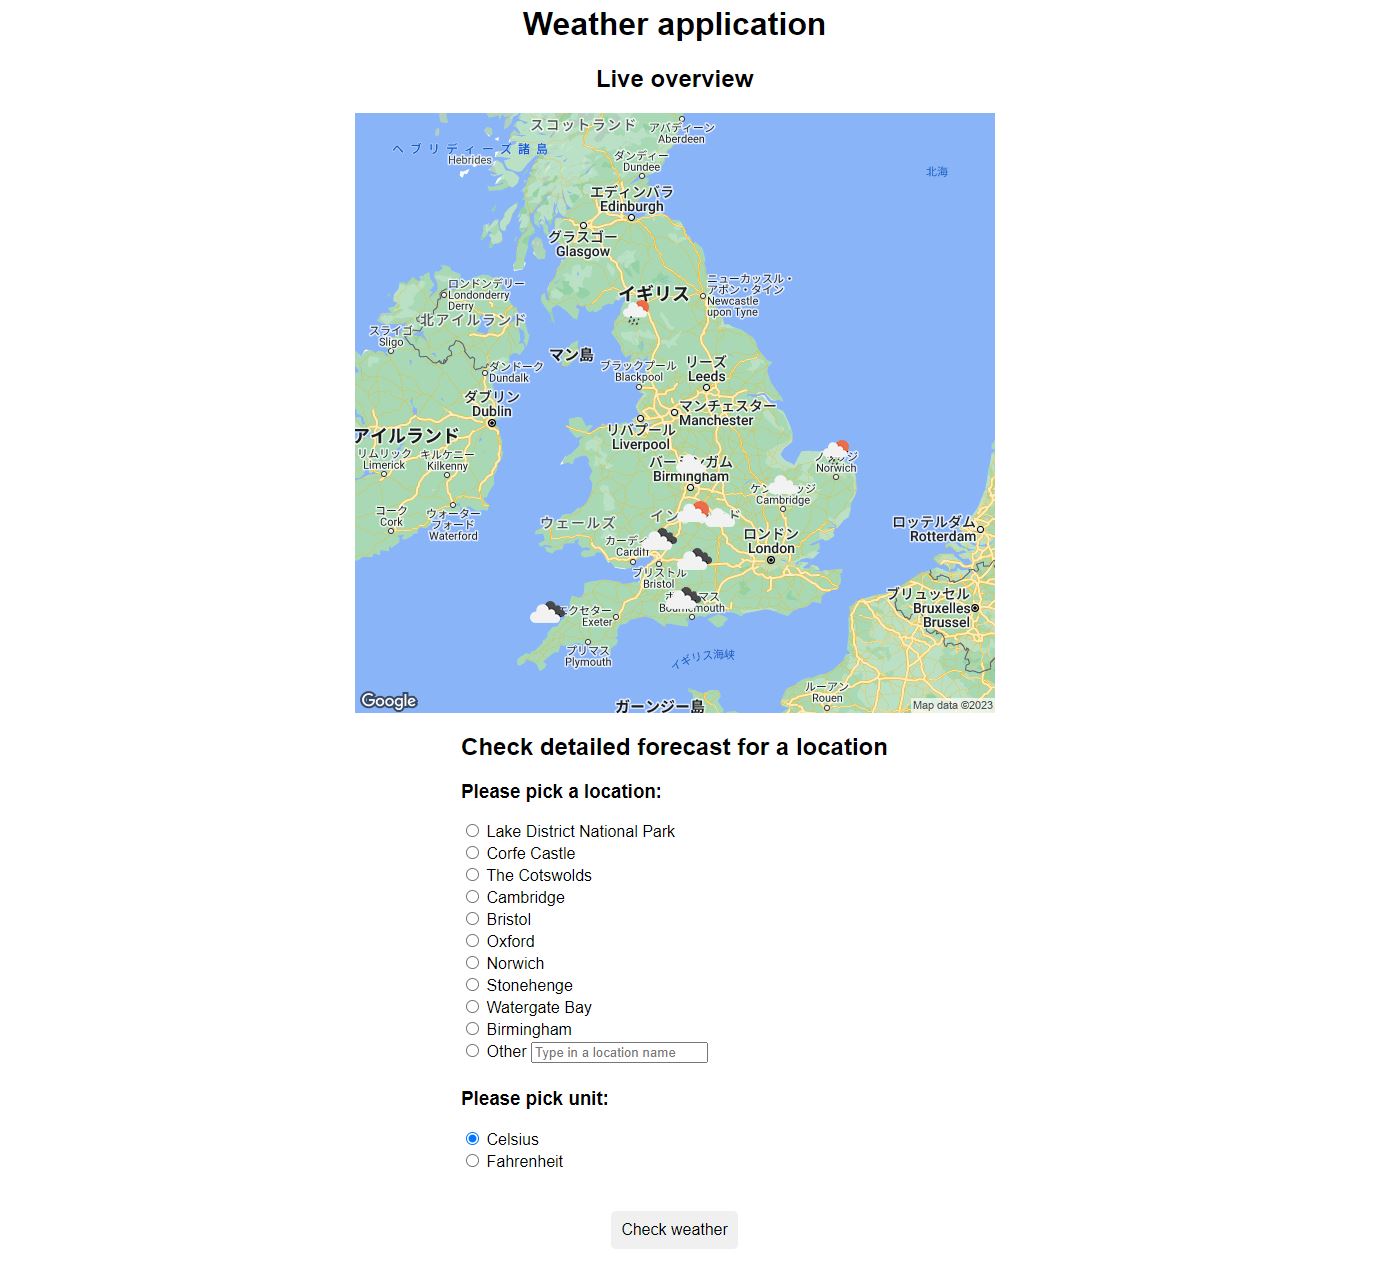 Weather application
Live overview
スコットランド
アバディーン
Aberdeen
ヘブリディーズ諸島
Hebrides
ダンディー
Dundee
北海
エディンバラ
Edinburgh
グラスゴー
Glasgow
ニューカッスル・
アポン・タイン
Newcastle
upon Tyne
ロンドンデリー
Londonderry
Derry
イギリス
北アイルランド
スライゴ
Sligo
マン島
ブラックプール
Blackpool
リーズ
Leeds
ダンドーク
Dundalk
ダブリン
Dublin
マンチェスター
Manchester
リバプール
Liverpool
アイルランド
リムリック
Limerick
キルケニー
Kilkenny
Norwich
Birmingham
Cambridge
コーク
Cork
ウォーター
フォード
Waterford
ウェールズ
ロッテルダム
Rotterdam
ロンドン
London
Cardiff
ブリストル
Bristol
ブリュッセル
Bruxelles
Brussel
エクセター
Exeter
Bournemouth
プリマス
Plymouth
イギリス海峡
ルーアン
Rouen
ガーンジー島
Google
Map data ©2023
Check detailed forecast for a location
Please pick a location:
Lake District National Park
Corfe Castle
The Cotswolds
Cambridge
Bristol
Oxford
Norwich
Stonehenge
Watergate Bay
Birmingham
Other Type in a location name
Please pick unit:
Celsius
Fahrenheit
Check weather